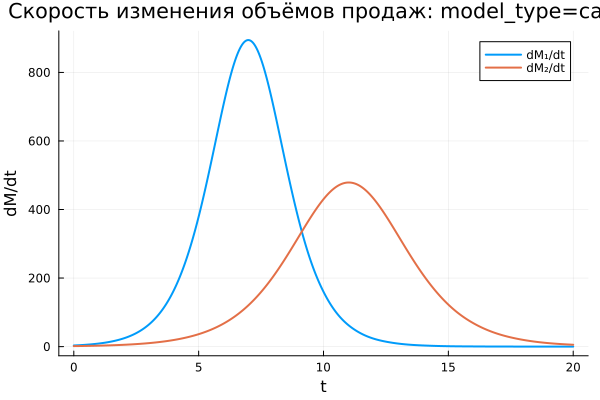 Скорость изменения объёмов продаж: model_type=ca
dM/dt
800
600
400
200
0
dM₁/dt
dM₂/dt
0 5 10 15 20
t